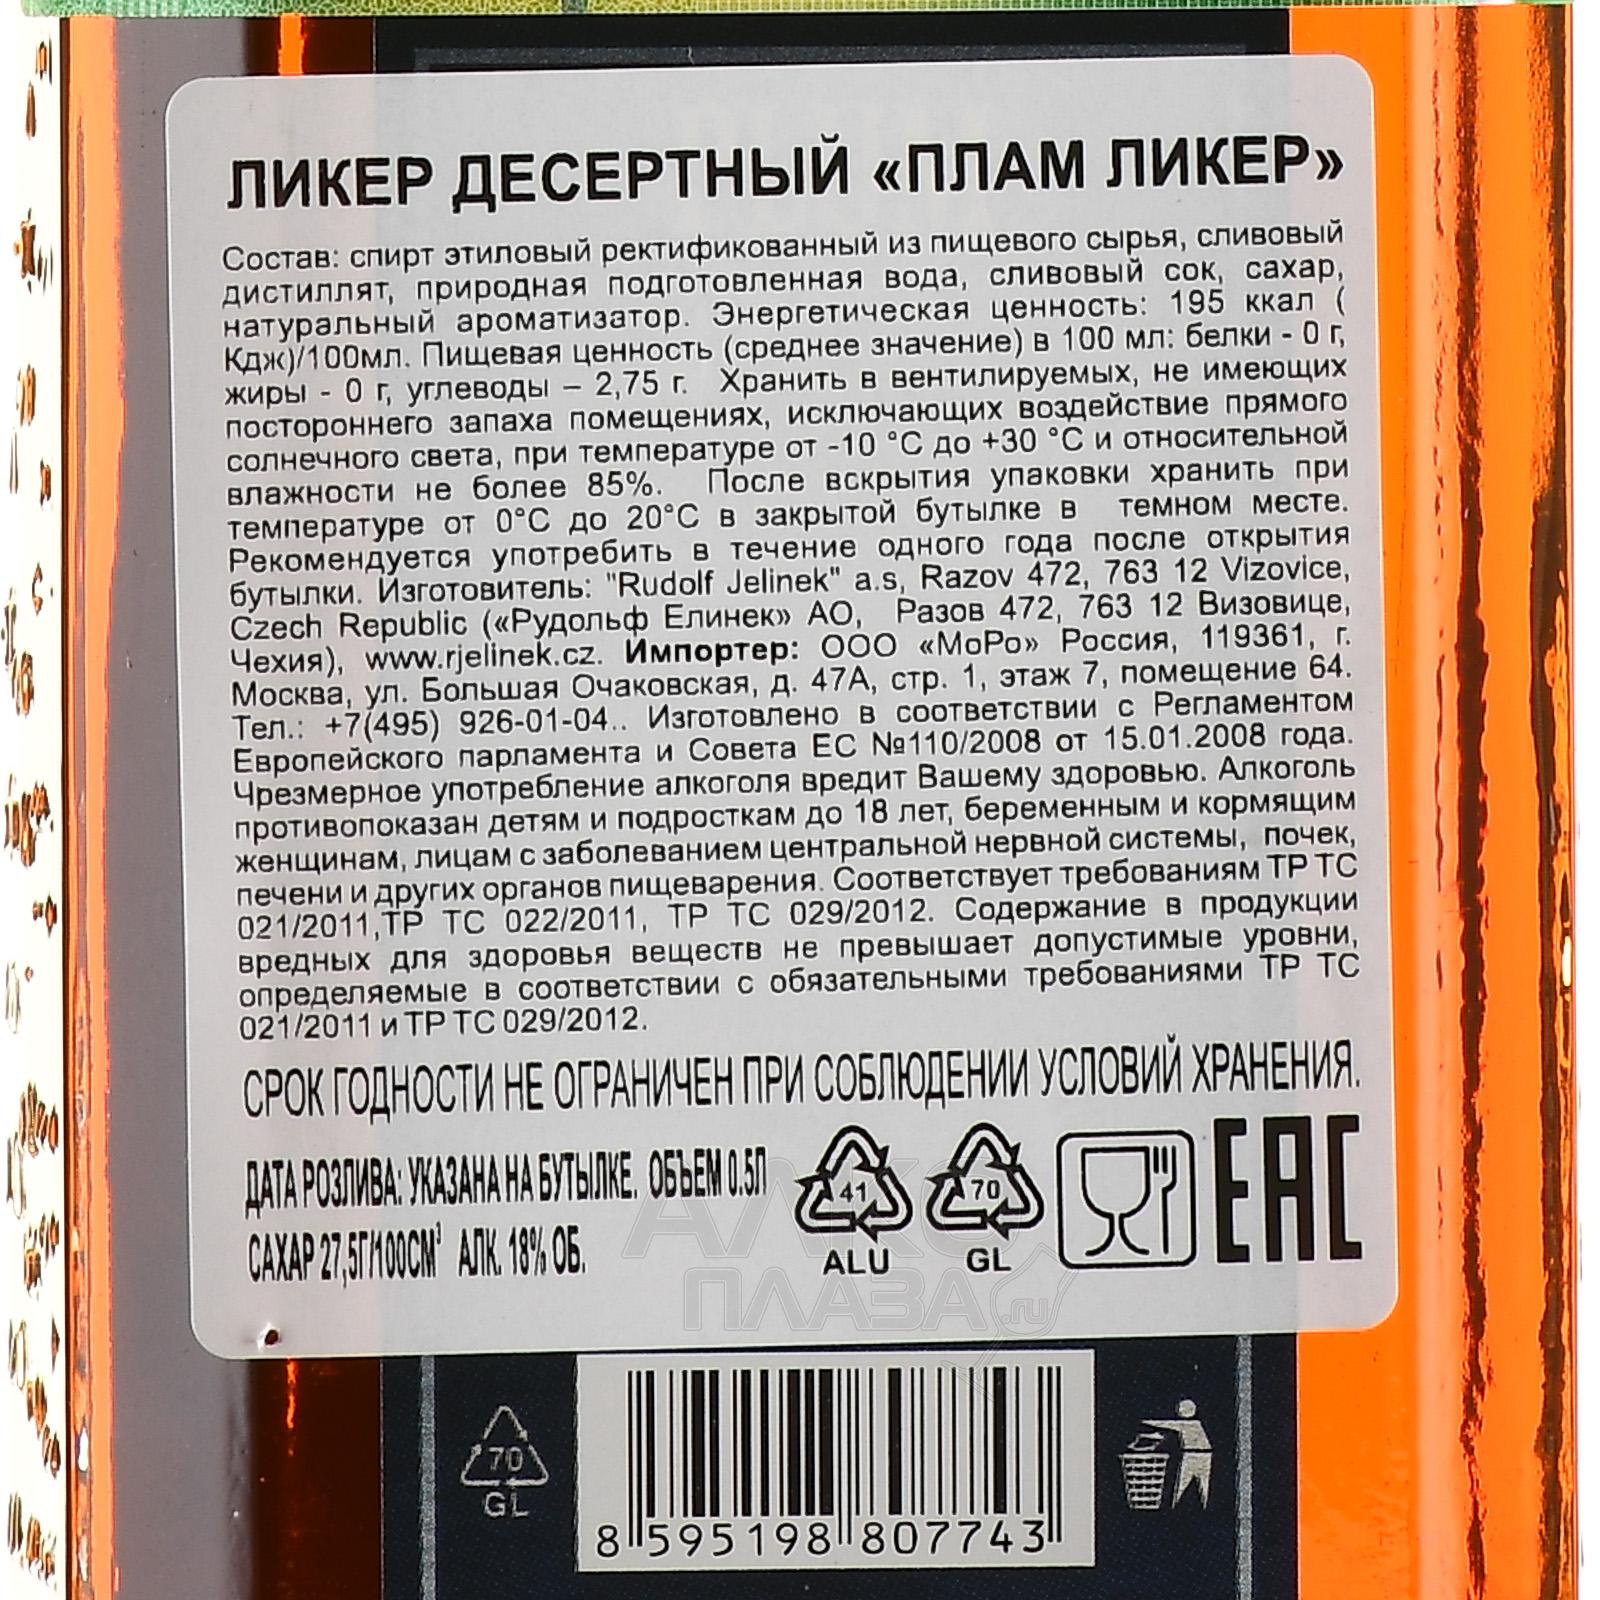 ЛИКЕР ДЕСЕРТНЫЙ «ПЛАМ ЛИКЕР»
Состав: спирт этиловый ректификованный из пищевого сырья, сливовый
дистиллят, природная подготовленная вода, сливовый сок, сахар,
натуральный ароматизатор. Энергетическая ценность: 195 ккал (
Кдж)/100мл. Пищевая ценность (среднее значение) в 100 мл: белки - 0 г,
жиры - 0 г, углеводы – 2,75 г. Хранить в вентилируемых, не имеющих
постороннего запаха помещениях, исключающих воздействие прямого
солнечного света, при температуре от -10 °С до +30 °С и относительной
влажности не более 85%. После вскрытия упаковки хранить при
температуре от 0°С до 20°С в закрытой бутылке в темном месте.
Рекомендуется употребить в течение одного года после открытия
бутылки. Изготовитель: "Rudolf Jelinek" a.s, Razov 472, 763 12 Vizovice,
Czech Republic («Рудольф Елинек» АО, Разов 472, 763 12 Визовице,
Чехия), www.rjelinek.cz. Импортер: ООО «МоРо» Россия, 119361, г.
Москва, ул. Большая Очаковская, д. 47А, стр. 1, этаж 7, помещение 64.
Тел.: +7(495) 926-01-04.. Изготовлено в соответствии с Регламентом
Европейского парламента и Совета ЕС №110/2008 от 15.01.2008 года.
Чрезмерное употребление алкоголя вредит Вашему здоровью. Алкоголь
противопоказан детям и подросткам до 18 лет, беременным и кормящим
женщинам, лицам с заболеванием центральной нервной системы, почек,
печени и других органов пищеварения. Соответствует требованиям ТР ТС
021/2011,ТР ТС 022/2011, ТР ТС 029/2012. Содержание в продукции
вредных для здоровья веществ не превышает допустимые уровни,
определяемые в соответствии с обязательными требованиями ТР ТС
021/2011 и ТР ТС 029/2012.
СРОК ГОДНОСТИ НЕ ОГРАНИЧЕН ПРИ СОБЛЮДЕНИИ УСЛОВИЙ ХРАНЕНИЯ.
ДАТА РОЗЛИВА: УКАЗАНА НА БУТЫЛКЕ. ОБЪЕМ 0.5Л
САХАР 27,5Г/100СМ³ АЛК. 18% ОБ.
41
ALU
70
GL
ЕАС
АЛКО
ПЛАЗА.ru
70
GL
8 595198 807743